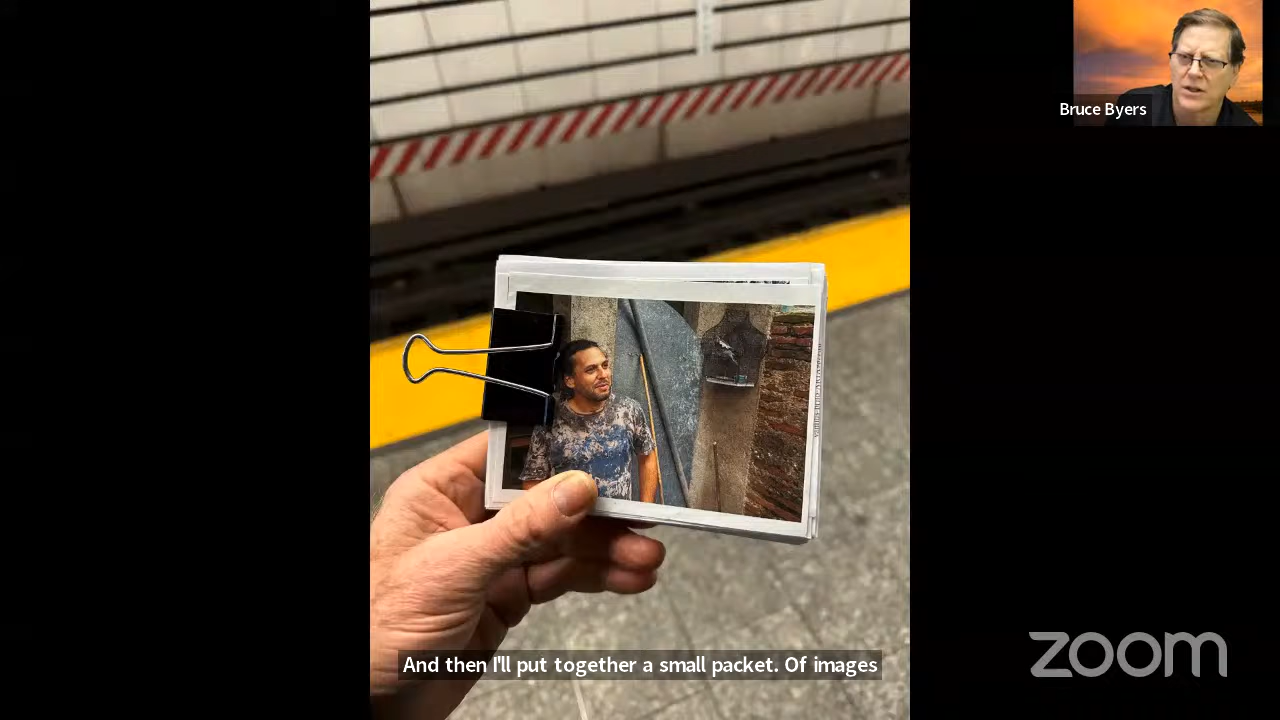 Bruce Byers
And then I'll put together a small packet. Of images
zoom